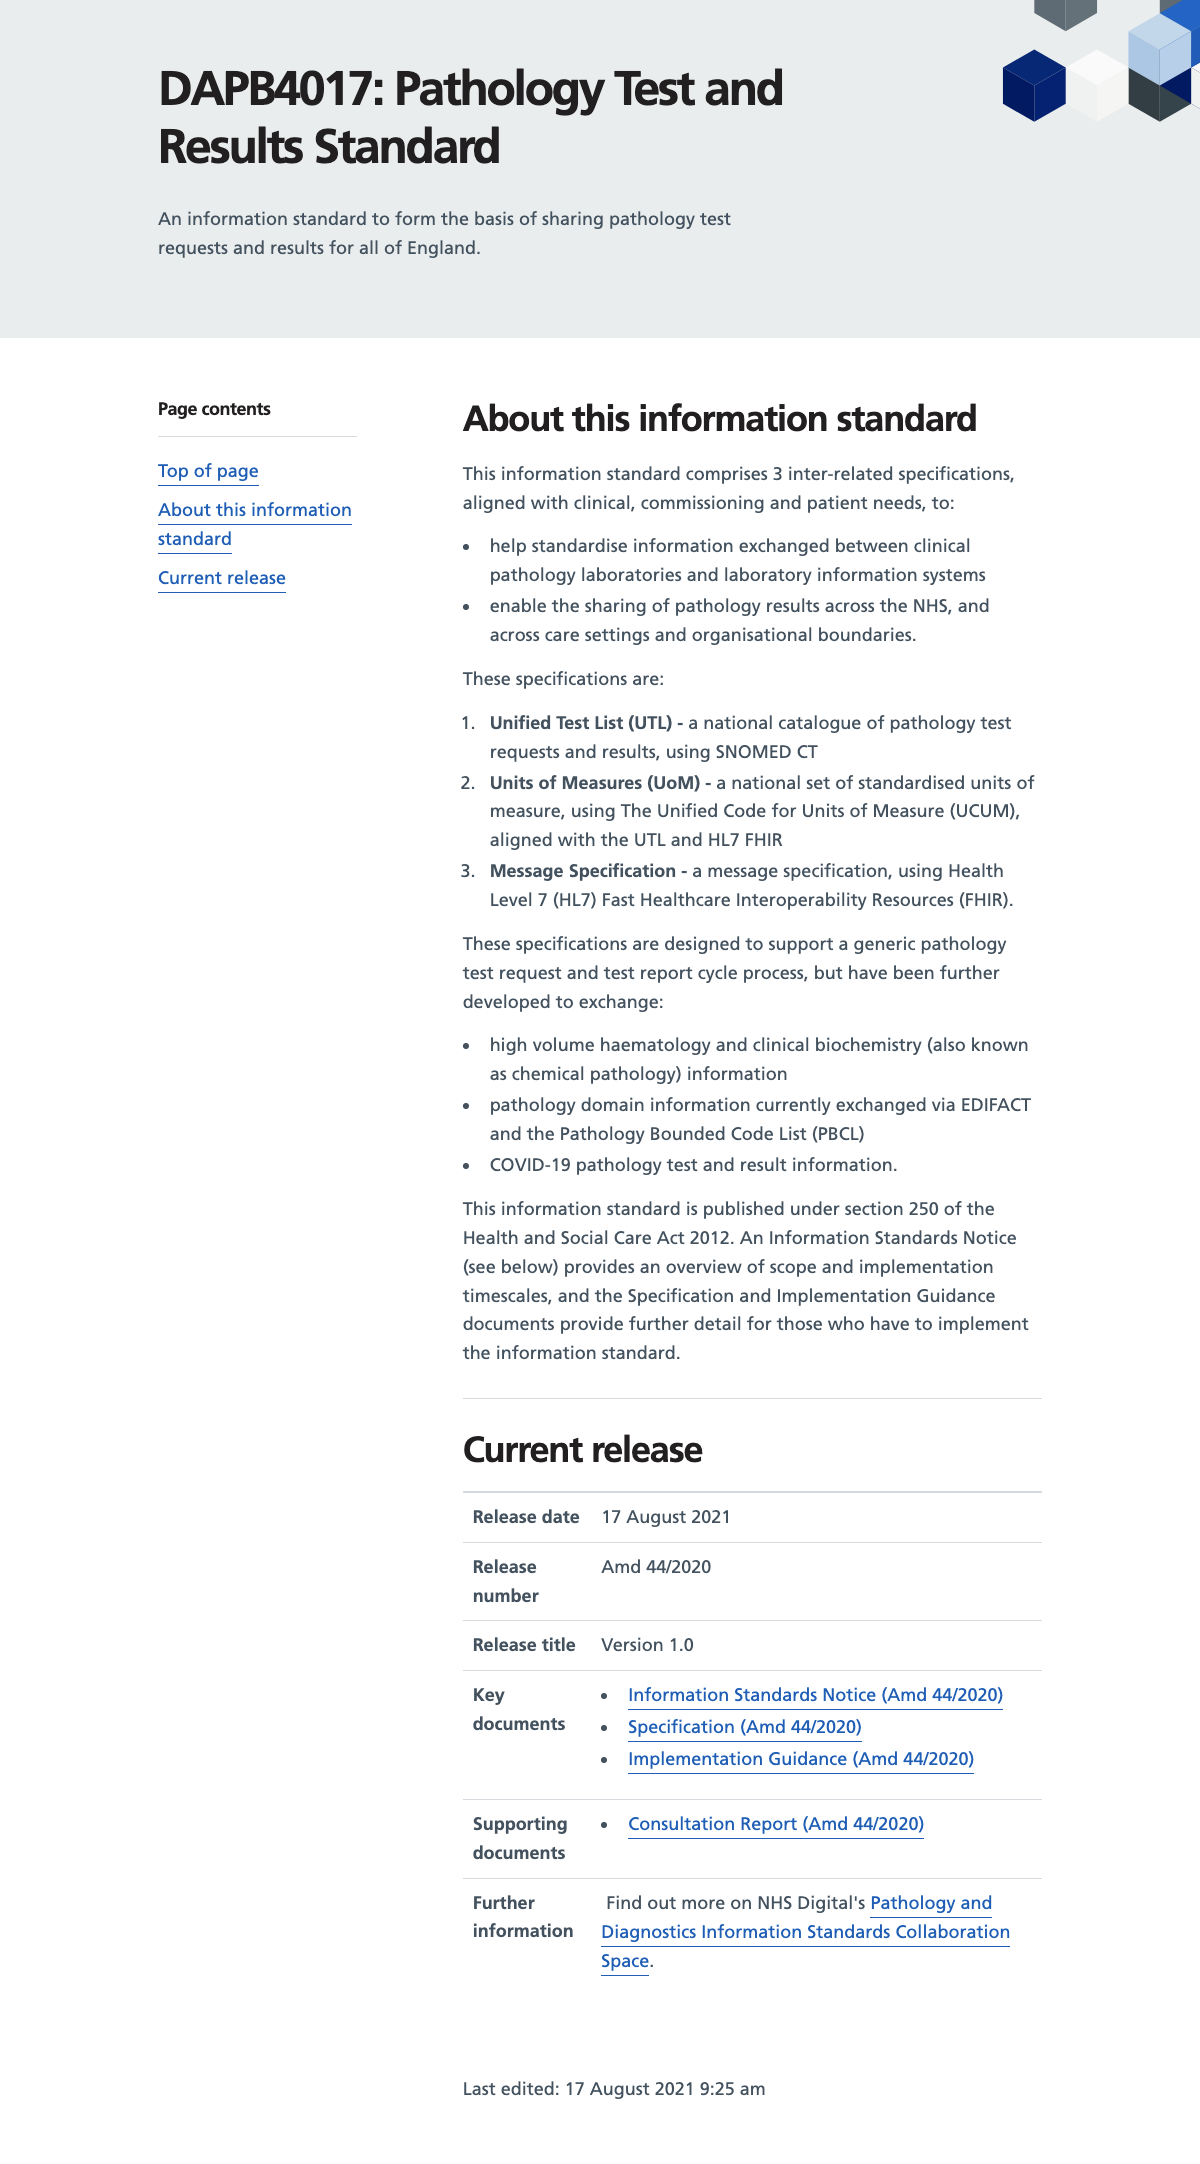 DAPB4017: Pathology Test and
Results Standard
An information standard to form the basis of sharing pathology test
requests and results for all of England.
Page contents
Top of page
About this information
standard
Current release
About this information standard
This information standard comprises 3 inter-related specifications,
aligned with clinical, commissioning and patient needs, to:
• help standardise information exchanged between clinical
pathology laboratories and laboratory information systems
• enable the sharing of pathology results across the NHS, and
across care settings and organisational boundaries.
These specifications are:
1. Unified Test List (UTL) - a national catalogue of pathology test
requests and results, using SNOMED CT
2. Units of Measures (UoM) - a national set of standardised units of
measure, using The Unified Code for Units of Measure (UCUM),
aligned with the UTL and HL7 FHIR
3. Message Specification - a message specification, using Health
Level 7 (HL7) Fast Healthcare Interoperability Resources (FHIR).
These specifications are designed to support a generic pathology
test request and test report cycle process, but have been further
developed to exchange:
• high volume haematology and clinical biochemistry (also known
as chemical pathology) information
• pathology domain information currently exchanged via EDIFACT
and the Pathology Bounded Code List (PBCL)
• COVID-19 pathology test and result information.
This information standard is published under section 250 of the
Health and Social Care Act 2012. An Information Standards Notice
(see below) provides an overview of scope and implementation
timescales, and the Specification and Implementation Guidance
documents provide further detail for those who have to implement
the information standard.
Current release
Release date 17 August 2021
Release Amd 44/2020
number
Release title Version 1.0
Key • Information Standards Notice (Amd 44/2020)
documents • Specification (Amd 44/2020)
• Implementation Guidance (Amd 44/2020)
Supporting • Consultation Report (Amd 44/2020)
documents
Further Find out more on NHS Digital's Pathology and
information Diagnostics Information Standards Collaboration
Space.
Last edited: 17 August 2021 9:25 am